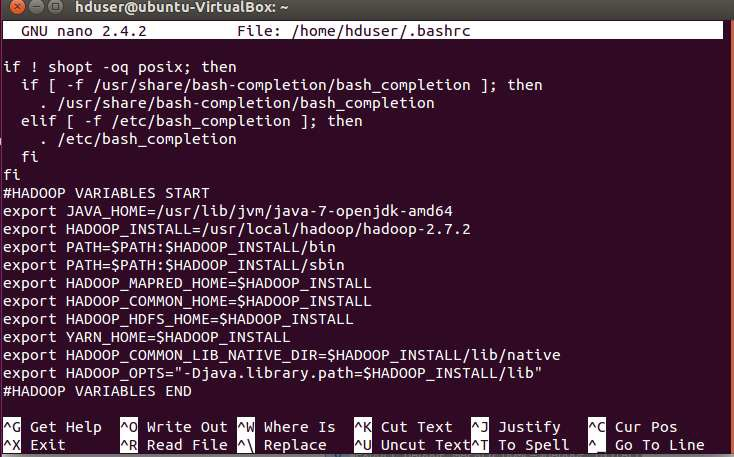 hduser@ubuntu-VirtualBox: ~
GNU nano 2.4.2 File: /home/hduser/.bashrc
if ! shopt -oq posix; then
  if [ -f /usr/share/bash-completion/bash_completion ]; then
    . /usr/share/bash-completion/bash_completion
  elif [ -f /etc/bash_completion ]; then
    . /etc/bash_completion
  fi
fi
#HADOOP VARIABLES START
export JAVA_HOME=/usr/lib/jvm/java-7-openjdk-amd64
export HADOOP_INSTALL=/usr/local/hadoop/hadoop-2.7.2
export PATH=$PATH:$HADOOP_INSTALL/bin
export PATH=$PATH:$HADOOP_INSTALL/sbin
export HADOOP_MAPRED_HOME=$HADOOP_INSTALL
export HADOOP_COMMON_HOME=$HADOOP_INSTALL
export HADOOP_HDFS_HOME=$HADOOP_INSTALL
export YARN_HOME=$HADOOP_INSTALL
export HADOOP_COMMON_LIB_NATIVE_DIR=$HADOOP_INSTALL/lib/native
export HADOOP_OPTS="-Djava.library.path=$HADOOP_INSTALL/lib"
#HADOOP VARIABLES END
^G Get Help ^O Write Out ^W Where Is ^K Cut Text ^J Justify ^C Cur Pos
^X Exit ^R Read File ^\ Replace ^U Uncut Text ^T To Spell ^_ Go To Line